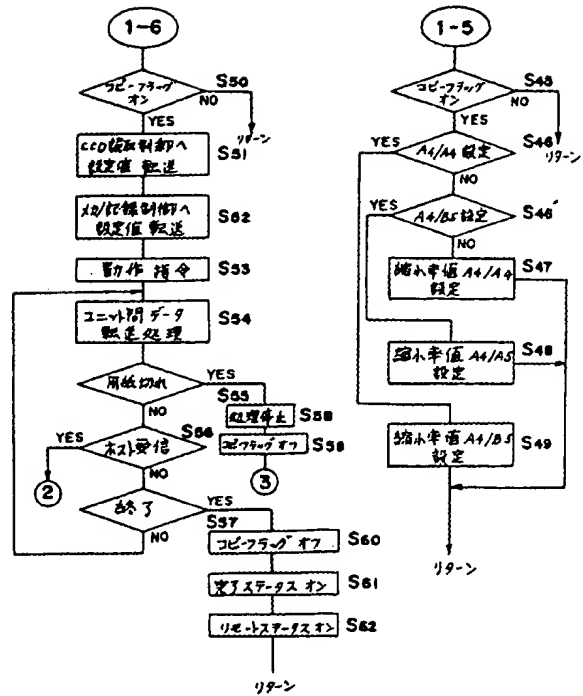 1-6
コピーフラッグ
オン
S50
NO
リターン
YES
CCD読取制御部へ
設定値 転送
S51
メカ/記録制御部へ
設定値 転送
S52
動作 指令
S53
ユニット間 データ
転送処理
S54
用紙切れ
YES
S55
NO
処理停止
S58
コピーフラッグ オフ
S59
3
ホスト受信
S56
YES
2
NO
終了
YES
S57
NO
コピーフラッグ オフ
S60
完了ステータス オン
S61
リモートステータス オン
S62
リターン
1-5
コピーフラッグ
オン
S45
NO
リターン
YES
A4/A4 設定
S46
YES
NO
A4/B5 設定
S46'
YES
NO
縮小率値 A4/A4
設定
S47
縮小率値 A4/A5
設定
S48
縮小率値 A4/B5
設定
S49
リターン